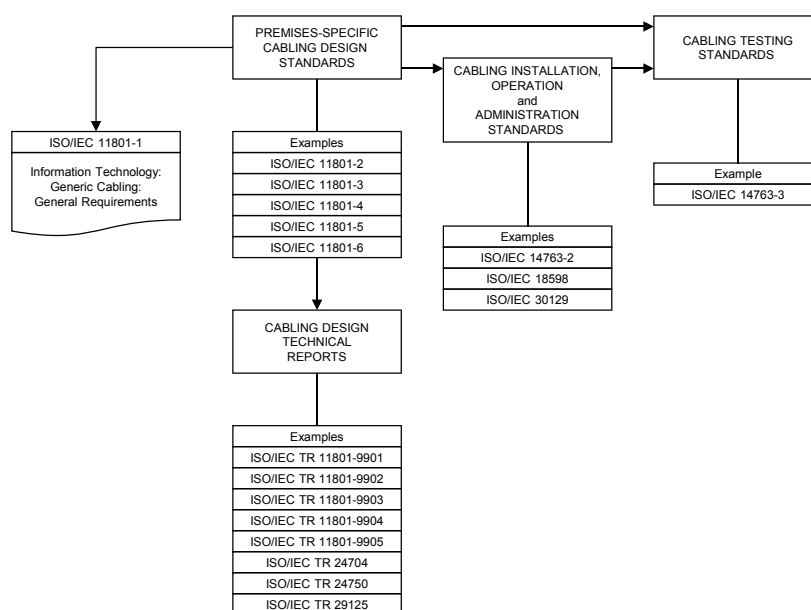 PREMISES-SPECIFIC
CABLING DESIGN
STANDARDS
CABLING TESTING
STANDARDS
CABLING INSTALLATION,
OPERATION
and
ADMINISTRATION
STANDARDS
ISO/IEC 11801-1
Information Technology:
Generic Cabling:
General Requirements
Examples
ISO/IEC 11801-2
ISO/IEC 11801-3
ISO/IEC 11801-4
ISO/IEC 11801-5
ISO/IEC 11801-6
Example
ISO/IEC 14763-3
Examples
ISO/IEC 14763-2
ISO/IEC 18598
ISO/IEC 30129
CABLING DESIGN
TECHNICAL
REPORTS
Examples
ISO/IEC TR 11801-9901
ISO/IEC TR 11801-9902
ISO/IEC TR 11801-9903
ISO/IEC TR 11801-9904
ISO/IEC TR 11801-9905
ISO/IEC TR 24704
ISO/IEC TR 24750
ISO/IEC TR 29125